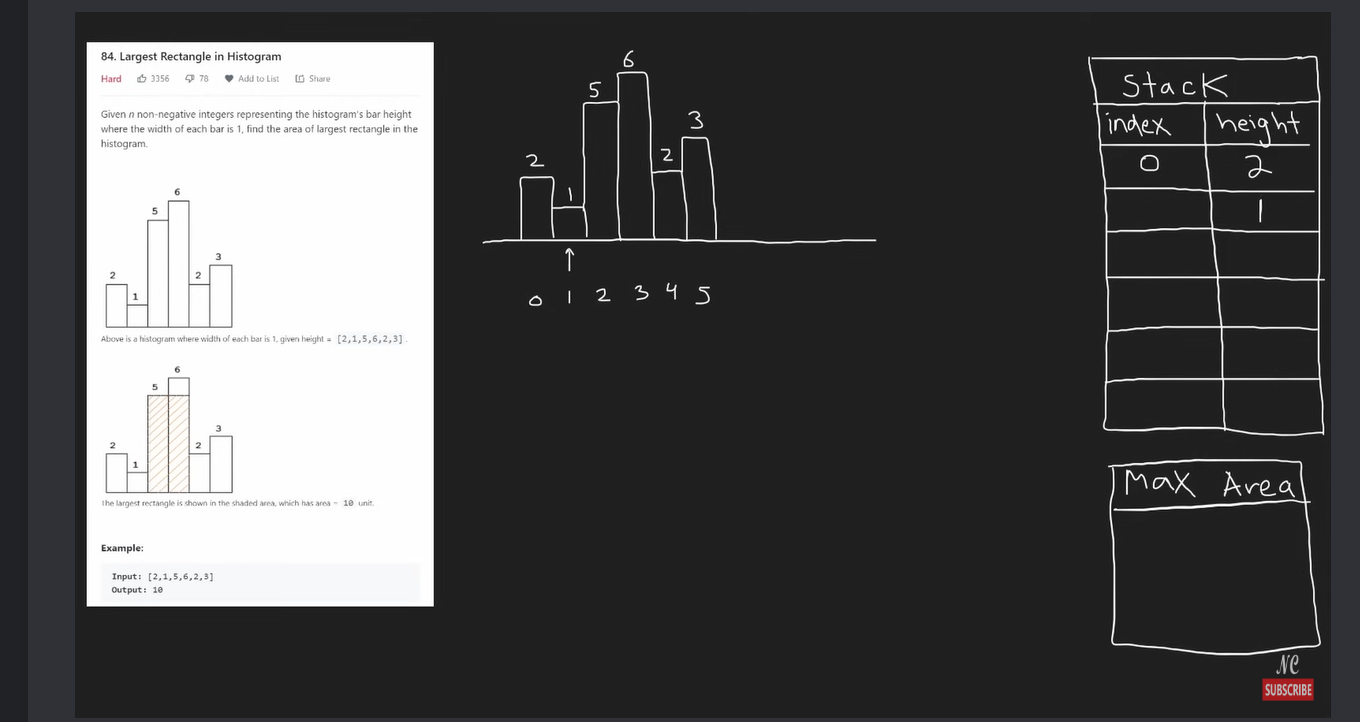 84. Largest Rectangle in Histogram
Hard 3356 78 Add to List Share
Given n non-negative integers representing the histogram's bar height
where the width of each bar is 1, find the area of largest rectangle in the
histogram.
6
5
3
2
2
1
Above is a histogram where width of each bar is 1, given height = [2,1,5,6,2,3].
6
5
3
2
2
1
The largest rectangle is shown in the shaded area, which has area = 10 unit.
Example:
Input: [2,1,5,6,2,3]
Output: 10
6
5
3
2
2
1
0 1 2 3 4 5
Stack
index height
0 2
1
Max Area
NC
SUBSCRIBE